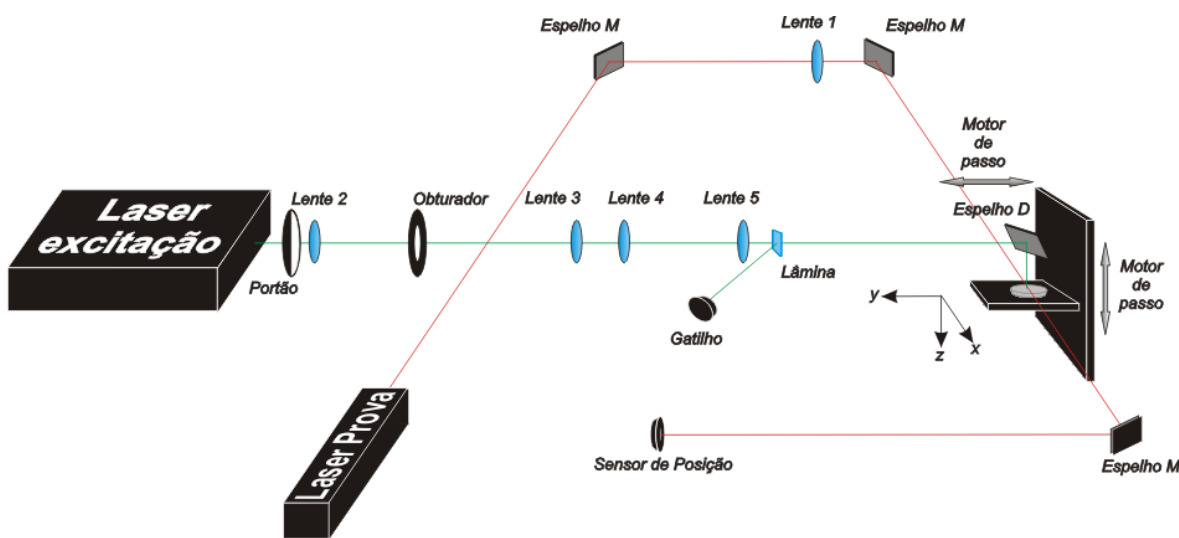 Espelho M
Lente 1
Espelho M
Motor
de
passo
Laser
excitação
Lente 2
Obturador
Lente 3
Lente 4
Lente 5
Espelho D
Portão
Lâmina
Motor
de
passo
Gatilho
y
z
x
Laser Prova
Sensor de Posição
Espelho M